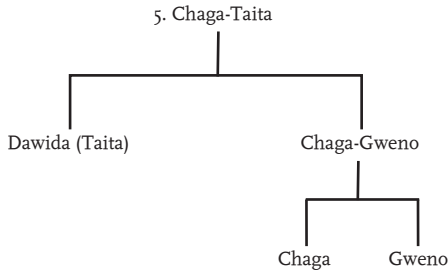 5. Chaga-Taita
Dawida (Taita)
Chaga-Gweno
Chaga
Gweno